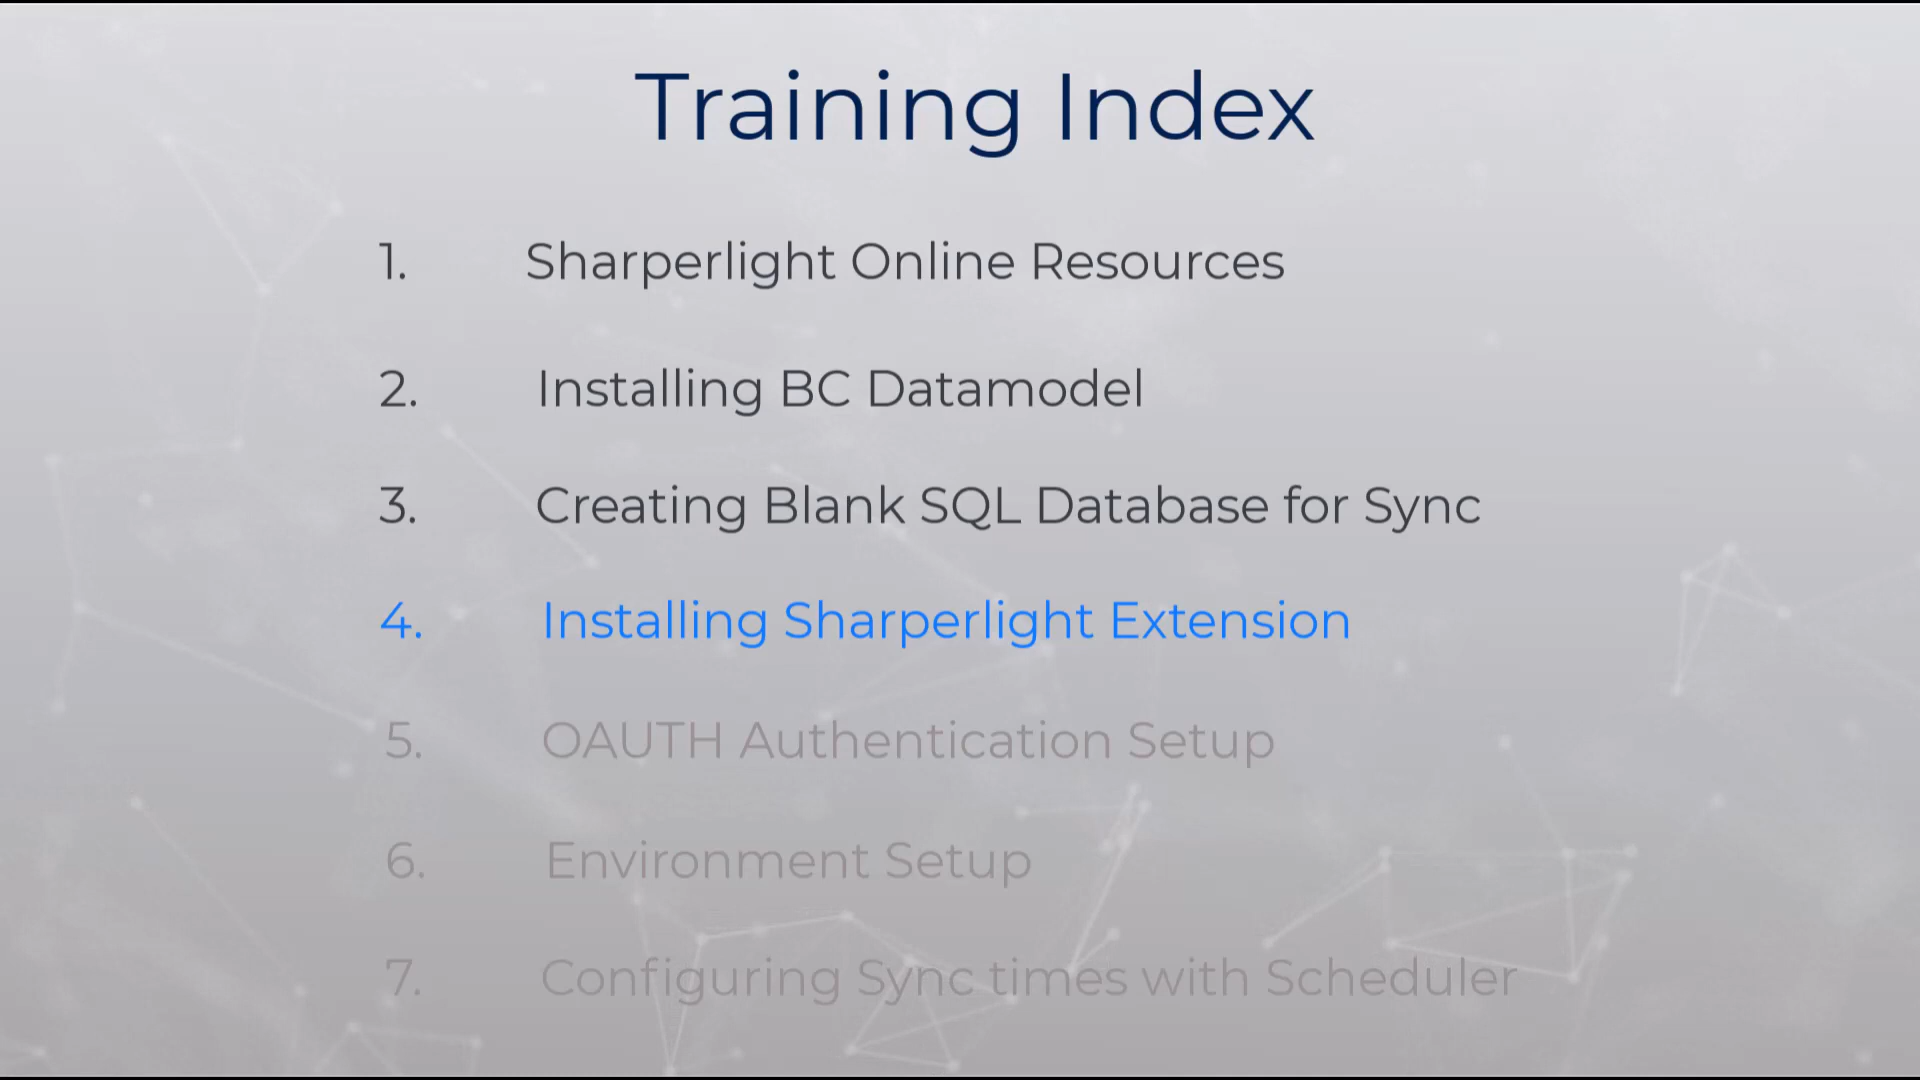 Training Index
1. Sharperlight Online Resources
2. Installing BC Datamodel
3. Creating Blank SQL Database for Sync
4. Installing Sharperlight Extension
5. OAUTH Authentication Setup
6. Environment Setup
7. Configuring Sync times with Scheduler